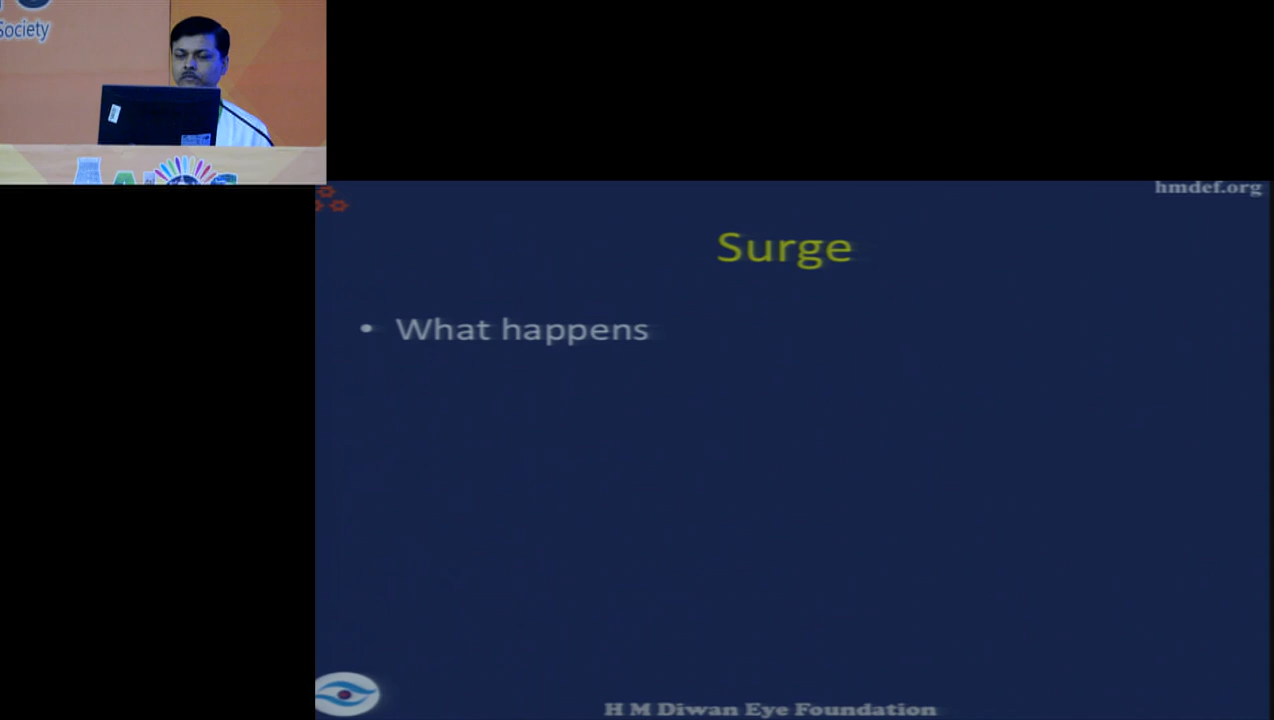 Society
hmdef.org
Surge
• What happens
H M Diwan Eye Foundation